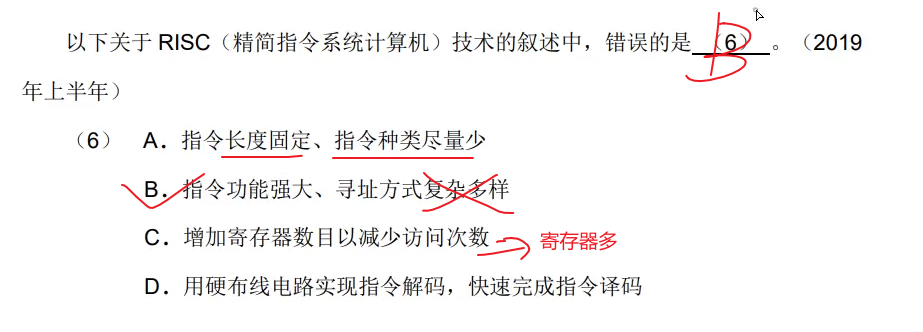 以下关于 RISC（精简指令系统计算机）技术的叙述中，错误的是 （6） 。（2019
B
年上半年）
（6） A．指令长度固定、指令种类尽量少
B．指令功能强大、寻址方式复杂多样
C．增加寄存器数目以减少访问次数 寄存器多
D．用硬布线电路实现指令解码，快速完成指令译码